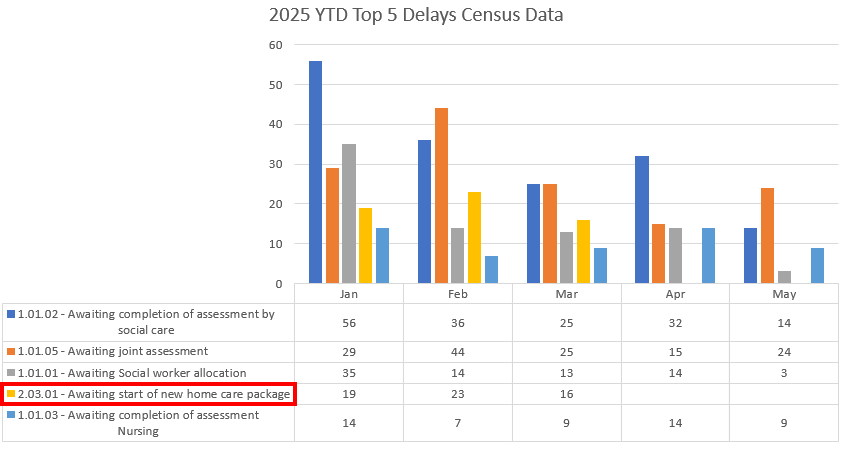 2025 YTD Top 5 Delays Census Data
60
50
40
30
20
10
0
Jan Feb Mar Apr May
1.01.02 - Awaiting completion of assessment by
social care
56 36 25 32 14
1.01.05 - Awaiting joint assessment 29 44 25 15 24
1.01.01 - Awaiting Social worker allocation 35 14 13 14 3
2.03.01 - Awaiting start of new home care package 19 23 16
1.01.03 - Awaiting completion of assessment
Nursing
14 7 9 14 9